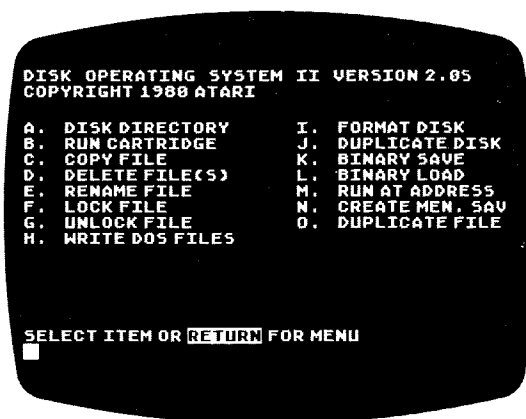 DISK OPERATING SYSTEM II VERSION 2.0S
COPYRIGHT 1980 ATARI
A. DISK DIRECTORY I. FORMAT DISK
B. RUN CARTRIDGE J. DUPLICATE DISK
C. COPY FILE K. BINARY SAVE
D. DELETE FILE(S) L. BINARY LOAD
E. RENAME FILE M. RUN AT ADDRESS
F. LOCK FILE N. CREATE MEN. SAV
G. UNLOCK FILE O. DUPLICATE FILE
H. WRITE DOS FILES
SELECT ITEM OR RETURN FOR MENU